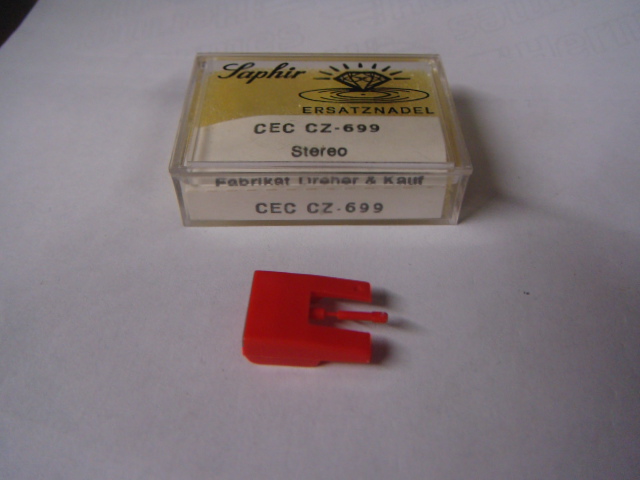 Saphir
ERSATZNADEL
CEC CZ-699
Stereo
Fabrikat Dreher & Kauf
CEC CZ-699